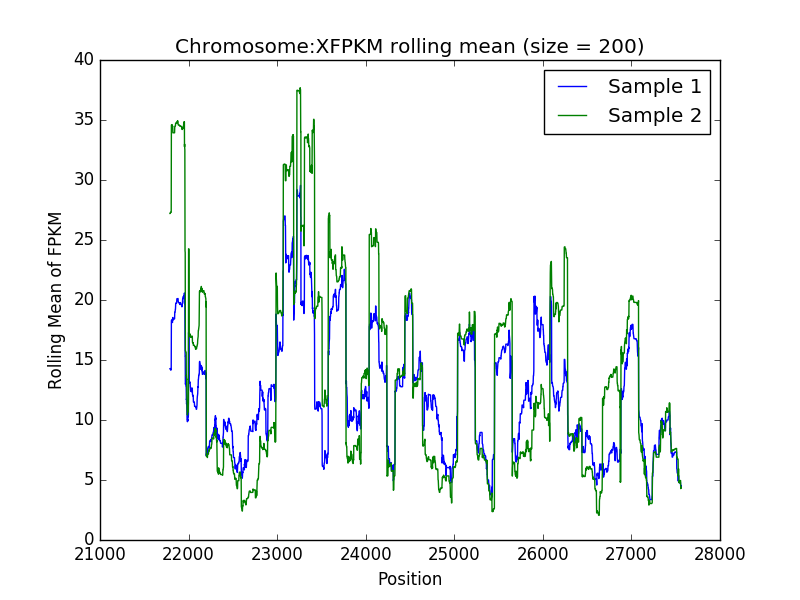 Chromosome:XFPKM rolling mean (size = 200)
Sample 1
Sample 2
Rolling Mean of FPKM
40
35
30
25
20
15
10
5
0
21000 22000 23000 24000 25000 26000 27000 28000
Position